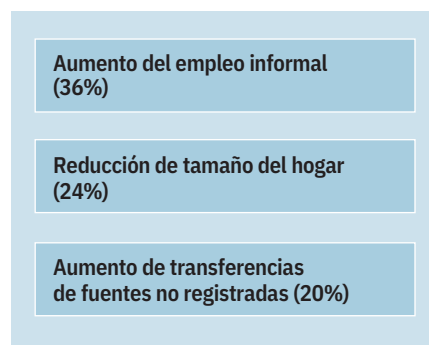 Aumento del empleo informal
(36%)
Reducción de tamaño del hogar
(24%)
Aumento de transferencias
de fuentes no registradas (20%)